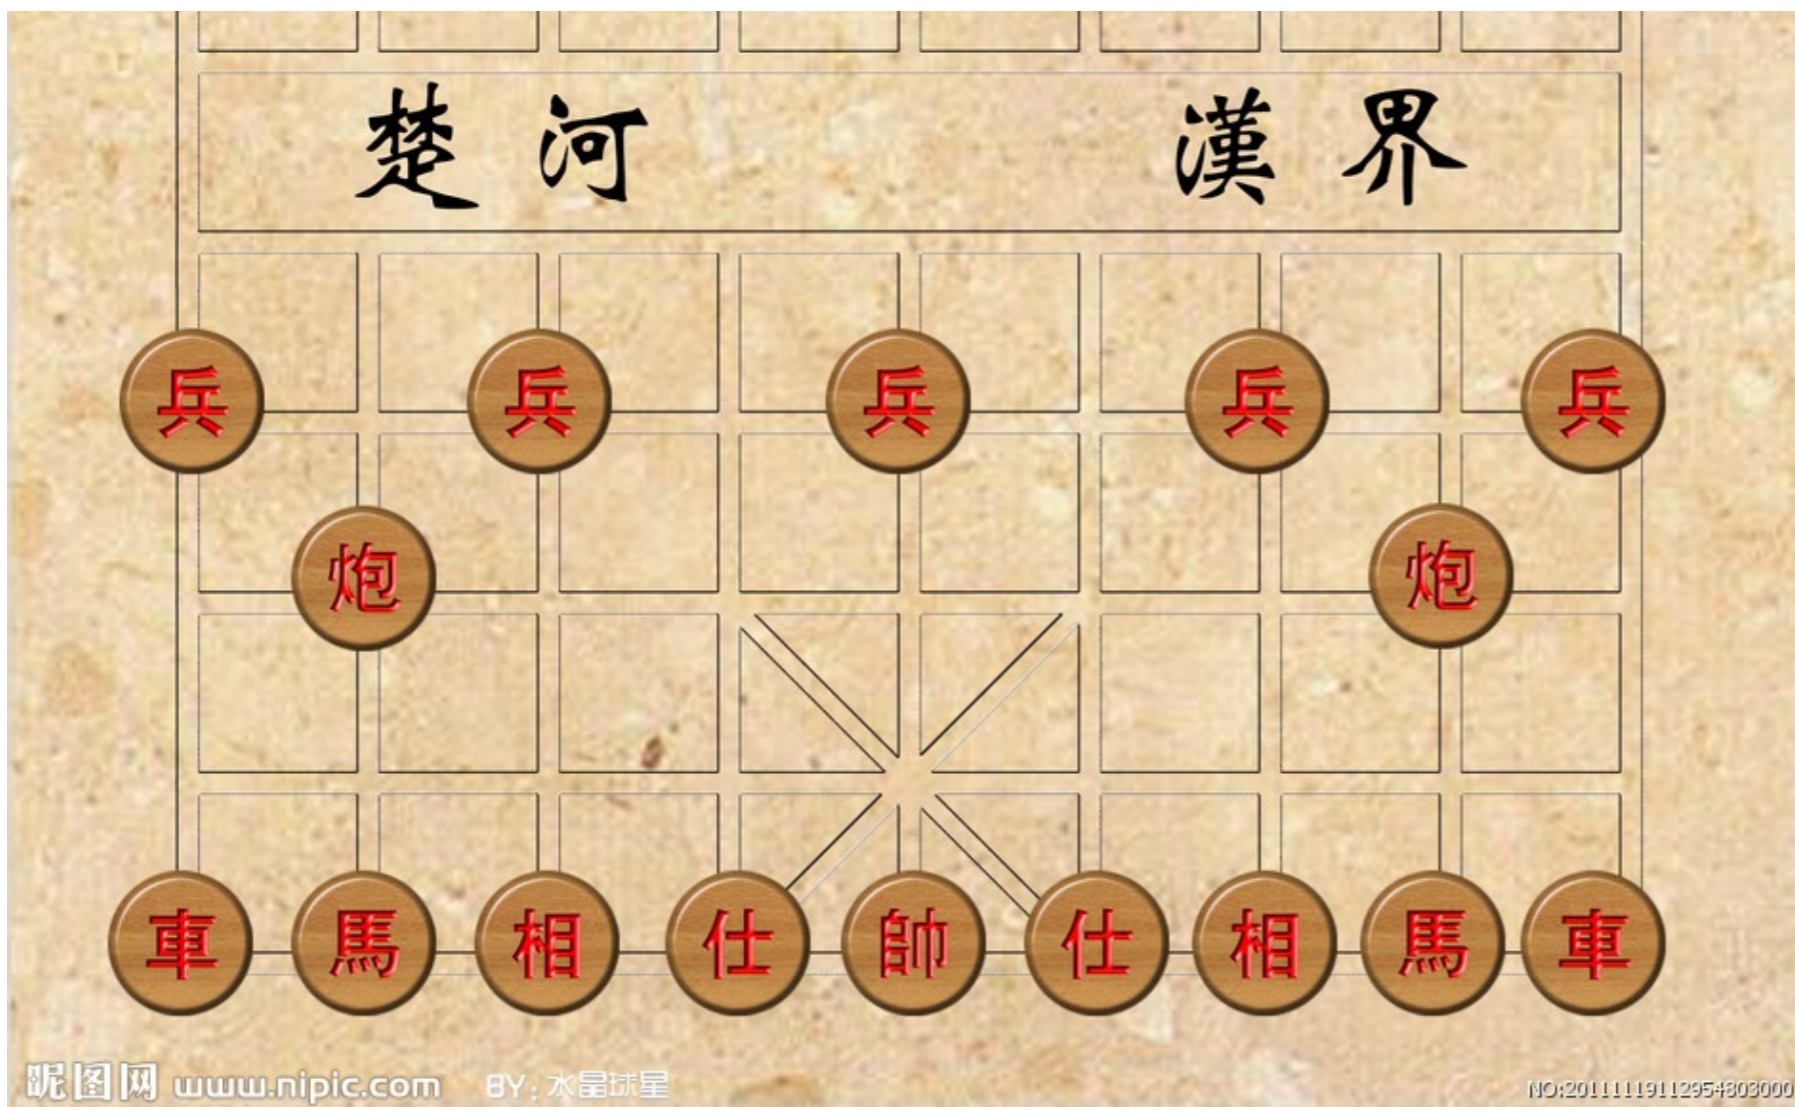 楚河 漢界
兵 兵 兵 兵 兵
炮 炮
車 馬 相 仕 帥 仕 相 馬 車
昵图网 www.nipic.com BY:水晶球星 NO:20111119112954803000